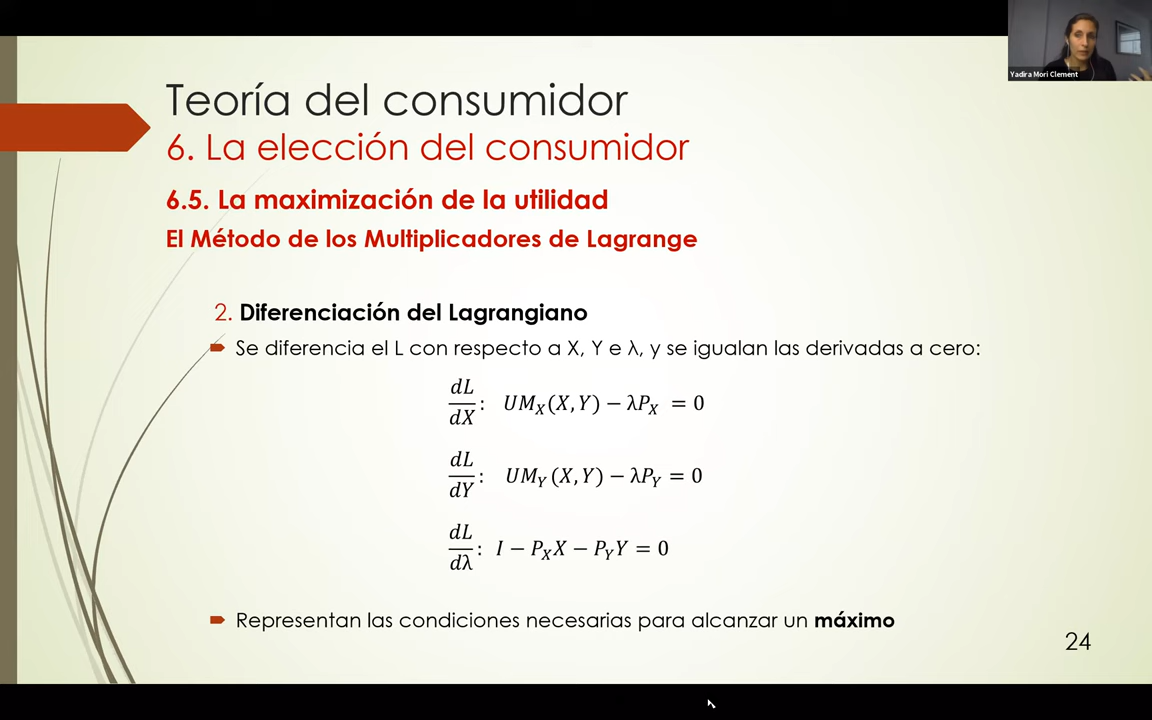 Yadira Mori Clement
Teoría del consumidor
6. La elección del consumidor
6.5. La maximización de la utilidad
El Método de los Multiplicadores de Lagrange
2. Diferenciación del Lagrangiano
Se diferencia el L con respecto a X, Y e λ, y se igualan las derivadas a cero:
dL/dX: UM_X(X,Y) − λP_X = 0
dL/dY: UM_Y(X,Y) − λP_Y = 0
dL/dλ: I − P_X X − P_Y Y = 0
Representan las condiciones necesarias para alcanzar un máximo
24